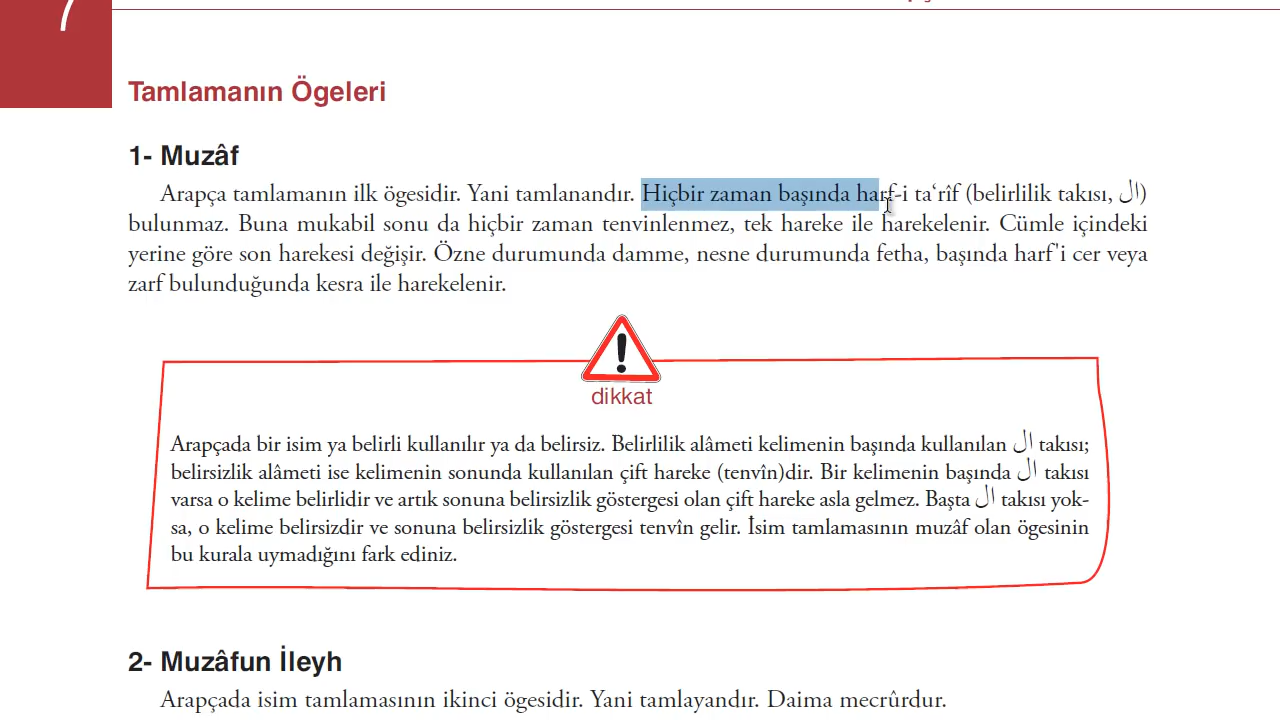 7
Tamlamanın Ögeleri
1- Muzâf
Arapça tamlamanın ilk ögesidir. Yani tamlanandır. Hiçbir zaman başında harf-i ta‘rîf (belirlilik takısı, ال)
bulunmaz. Buna mukabil sonu da hiçbir zaman tenvinlenmez, tek hareke ile harekelenir. Cümle içindeki
yerine göre son harekesi değişir. Özne durumunda damme, nesne durumunda fetha, başında harf'i cer veya
zarf bulunduğunda kesra ile harekelenir.
dikkat
Arapçada bir isim ya belirli kullanılır ya da belirsiz. Belirlilik alâmeti kelimenin başında kullanılan ال takısı;
belirsizlik alâmeti ise kelimenin sonunda kullanılan çift hareke (tenvîn)dir. Bir kelimenin başında ال takısı
varsa o kelime belirlidir ve artık sonuna belirsizlik göstergesi olan çift hareke asla gelmez. Başta ال takısı yok-
sa, o kelime belirsizdir ve sonuna belirsizlik göstergesi tenvîn gelir. İsim tamlamasının muzâf olan ögesinin
bu kurala uymadığını fark ediniz.
2- Muzâfun İleyh
Arapçada isim tamlamasının ikinci ögesidir. Yani tamlayandır. Daima mecrûrdur.